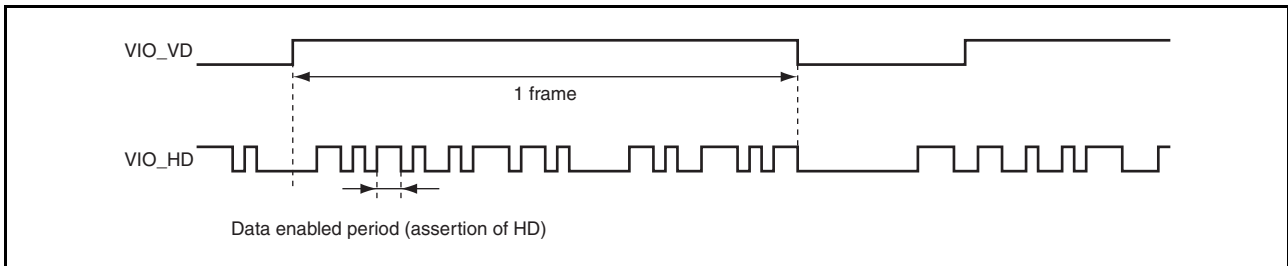 VIO_VD
1 frame
VIO_HD
Data enabled period (assertion of HD)